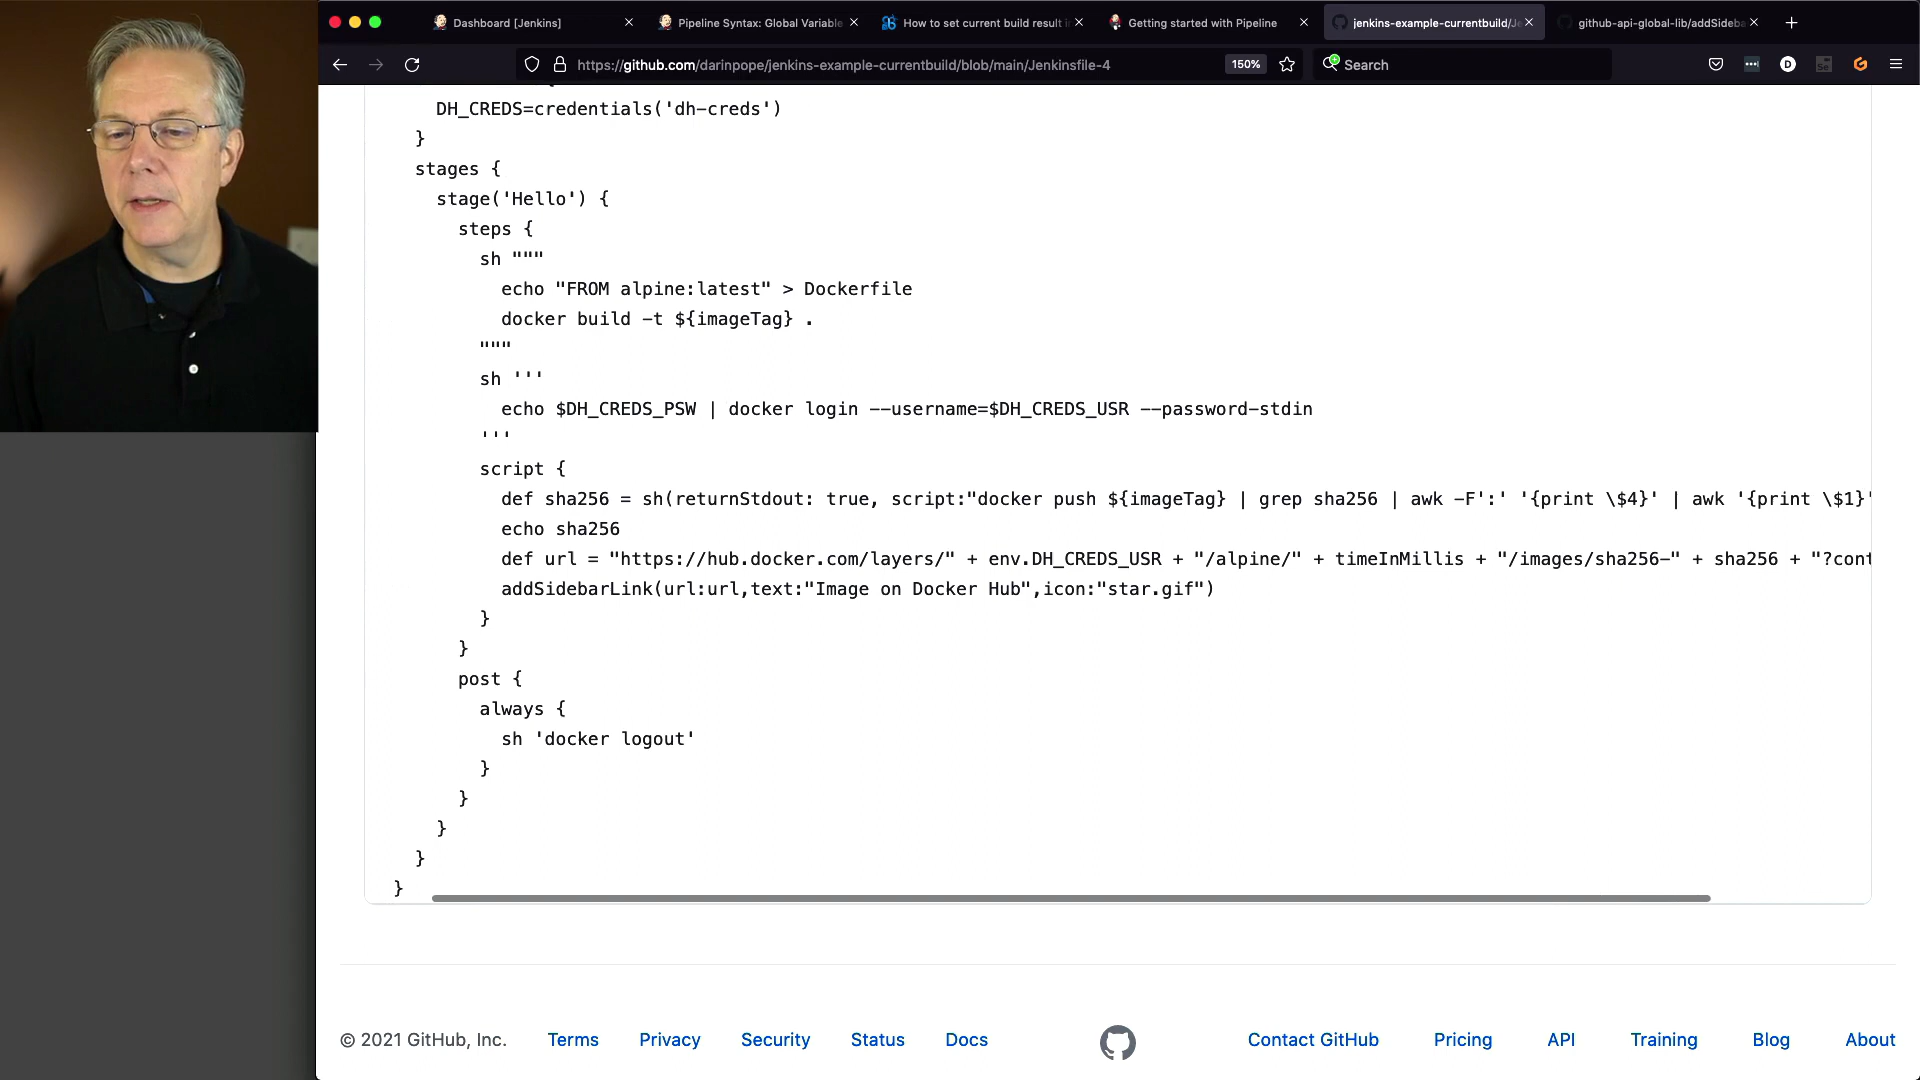 Dashboard [Jenkins]
Pipeline Syntax: Global Variable
How to set current build result i
Getting started with Pipeline
jenkins-example-currentbuild/Je
github-api-global-lib/addSideba
https://github.com/darinpope/jenkins-example-currentbuild/blob/main/Jenkinsfile-4
150%
Search
DH_CREDS=credentials('dh-creds')
}
stages {
stage('Hello') {
steps {
sh """
echo "FROM alpine:latest" > Dockerfile
docker build -t ${imageTag} .
"""
sh '''
echo $DH_CREDS_PSW | docker login --username=$DH_CREDS_USR --password-stdin
'''
script {
def sha256 = sh(returnStdout: true, script:"docker push ${imageTag} | grep sha256 | awk -F':' '{print \$4}' | awk '{print \$1}'
echo sha256
def url = "https://hub.docker.com/layers/" + env.DH_CREDS_USR + "/alpine/" + timeInMillis + "/images/sha256-" + sha256 + "?cont
addSidebarLink(url:url,text:"Image on Docker Hub",icon:"star.gif")
}
}
post {
always {
sh 'docker logout'
}
}
}
}
}
© 2021 GitHub, Inc.
Terms
Privacy
Security
Status
Docs
Contact GitHub
Pricing
API
Training
Blog
About